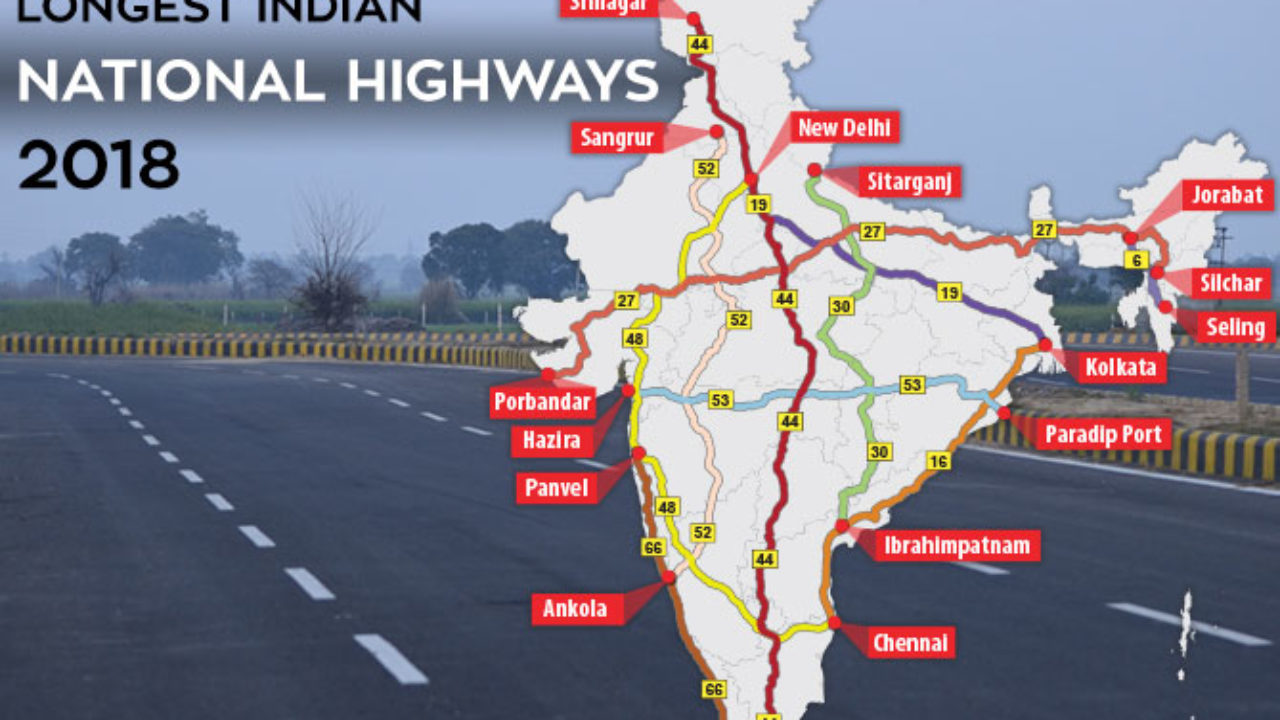 LONGEST INDIAN
NATIONAL HIGHWAYS
2018
Srinagar
44
Sangrur
New Delhi
52
Sitarganj
19
Jorabat
27
27
6
Silchar
27
44
30
19
Seling
52
48
Kolkata
53
53
Porbandar
44
Paradip Port
Hazira
30
16
Panvel
48
52
66
Ibrahimpatnam
44
Ankola
Chennai
66
44